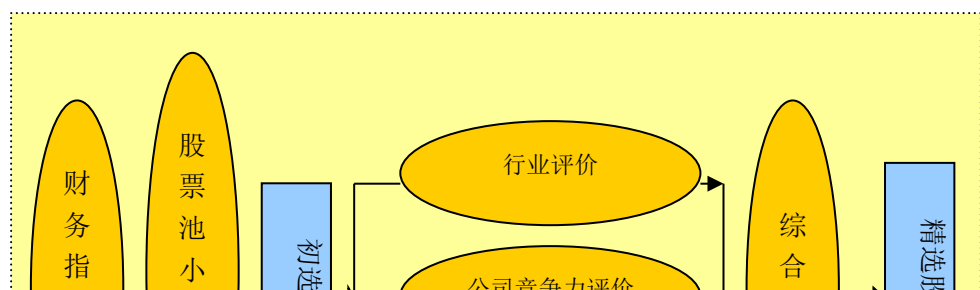 财务指
股票池小
初选
行业评价
公司竞争力评价
综合
精选股